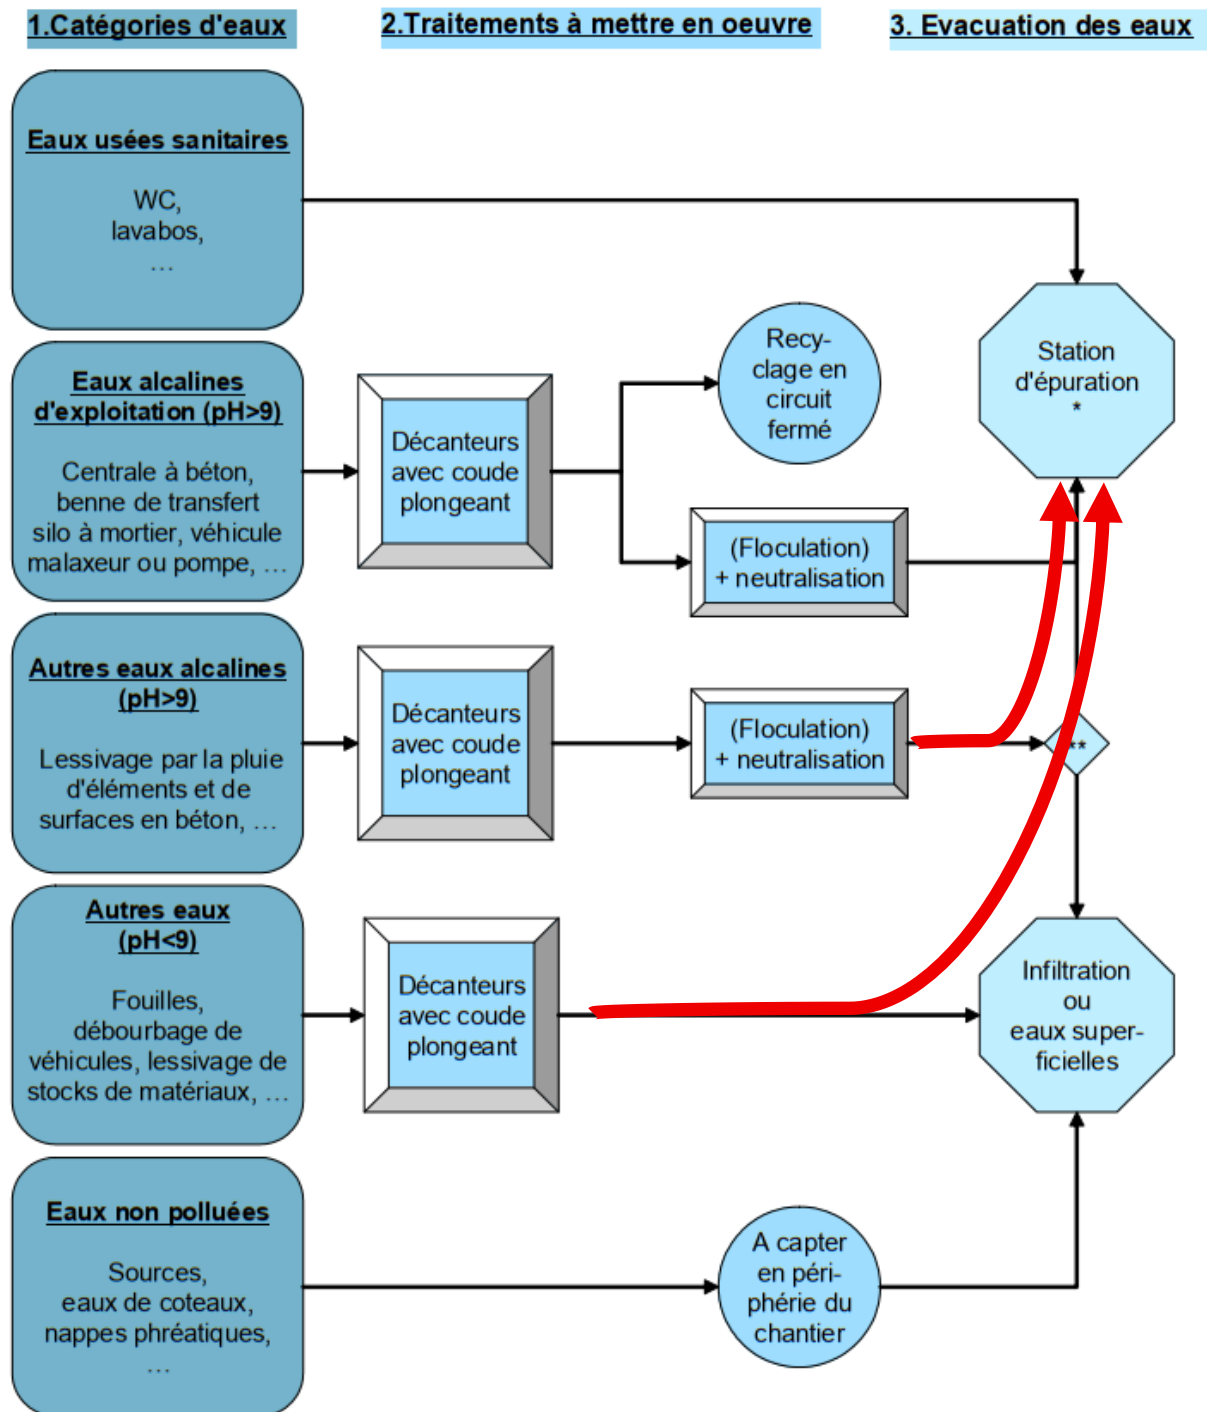 1.Catégories d'eaux
2.Traitements à mettre en oeuvre
3. Evacuation des eaux
Eaux usées sanitaires
WC,
lavabos,
...
Station
d'épuration
*
Eaux alcalines
d'exploitation (pH>9)
Centrale à béton,
benne de transfert
silo à mortier, véhicule
malaxeur ou pompe, ...
Décanteurs
avec coude
plongeant
Recy-
clage en
circuit
fermé
(Floculation)
+ neutralisation
Autres eaux alcalines
(pH>9)
Lessivage par la pluie
d'éléments et de
surfaces en béton, ...
Décanteurs
avec coude
plongeant
(Floculation)
+ neutralisation
**
Autres eaux
(pH<9)
Fouilles,
débourbage de
véhicules, lessivage de
stocks de matériaux, ...
Décanteurs
avec coude
plongeant
Infiltration
ou
eaux super-
ficielles
Eaux non polluées
Sources,
eaux de coteaux,
nappes phréatiques,
...
A capter
en péri-
phérie du
chantier